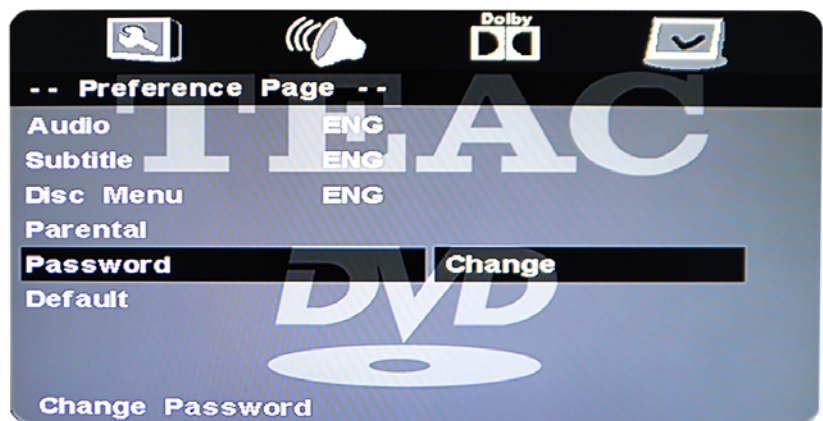 Dolby
-- Preference Page --
TEAC
Audio ENG
Subtitle ENG
Disc Menu ENG
Parental
Password Change
Default
DVD
Change Password